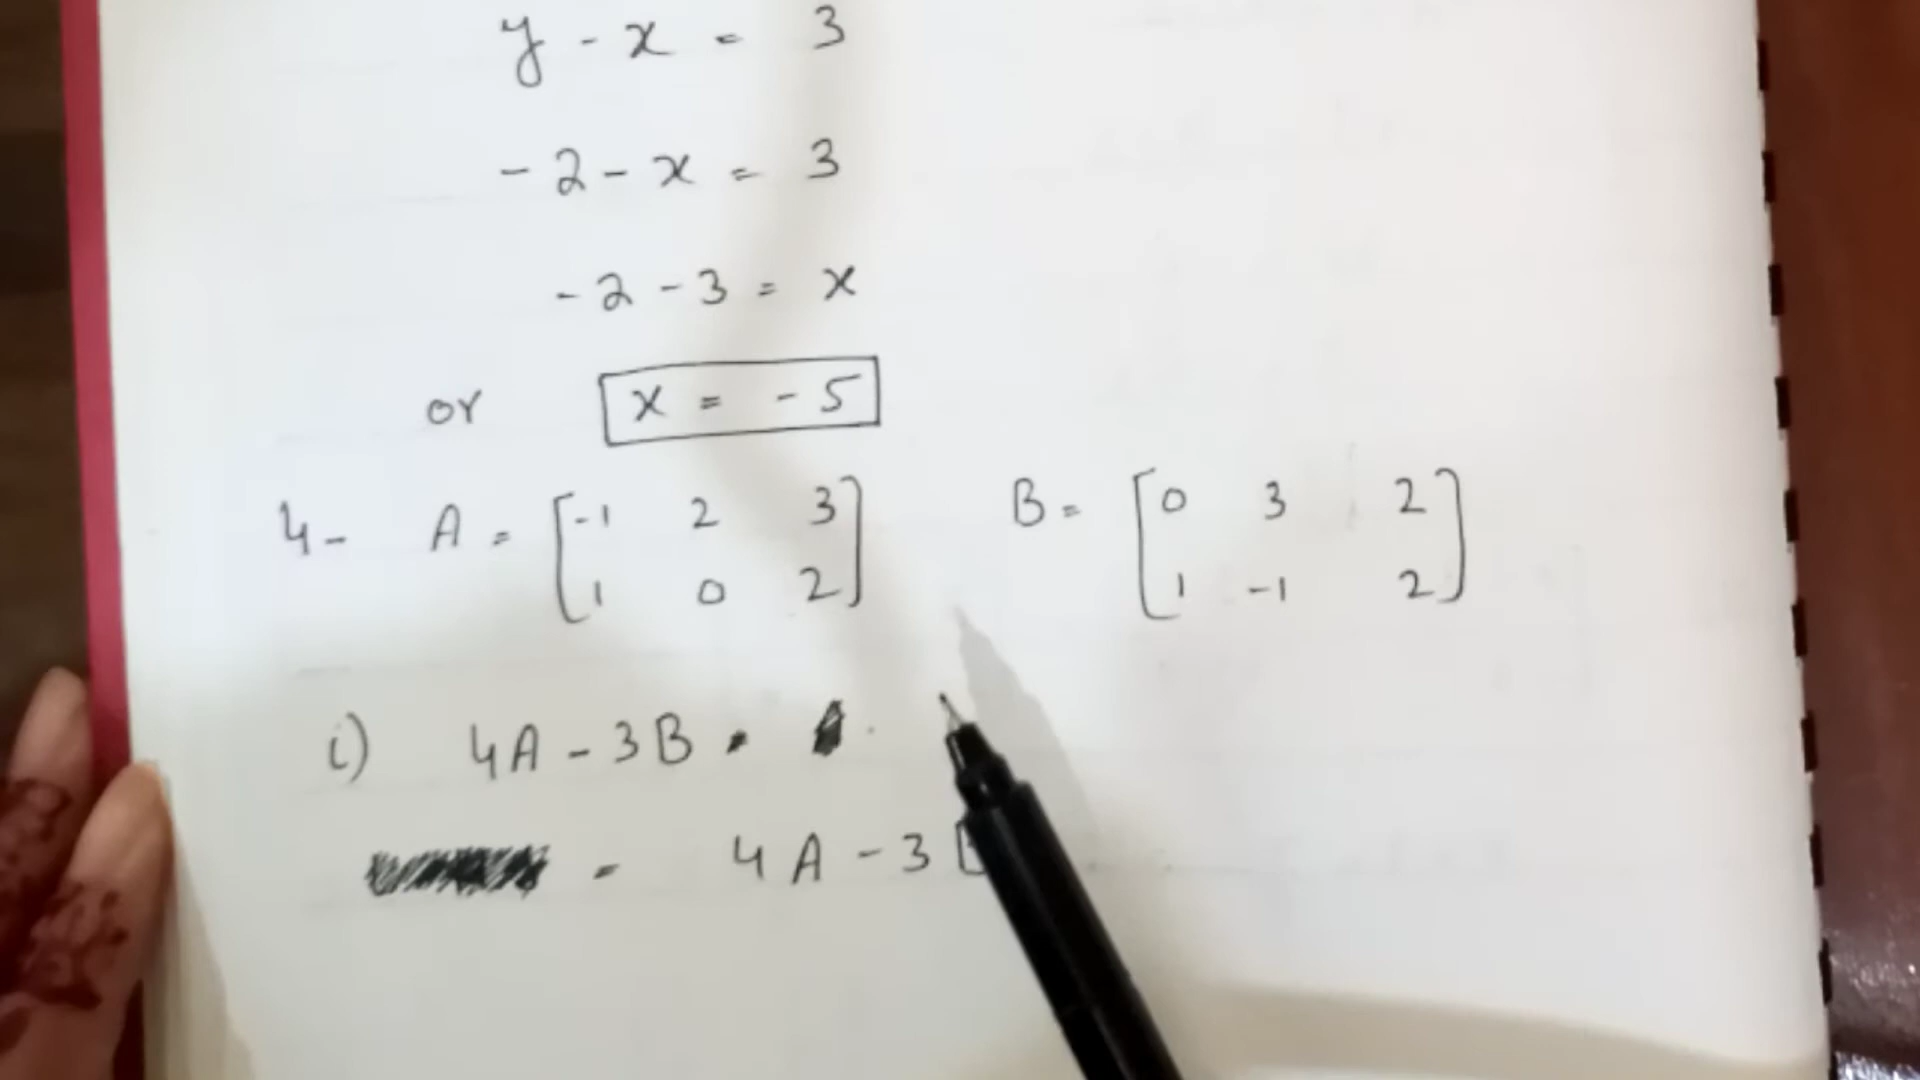 y - x = 3
-2 - x = 3
-2 - 3 = x
or x = -5
4- A = [-1 2 3 B = [0 3 2
1 0 2] 1 -1 2]
i) 4A - 3B =
= 4A - 3B